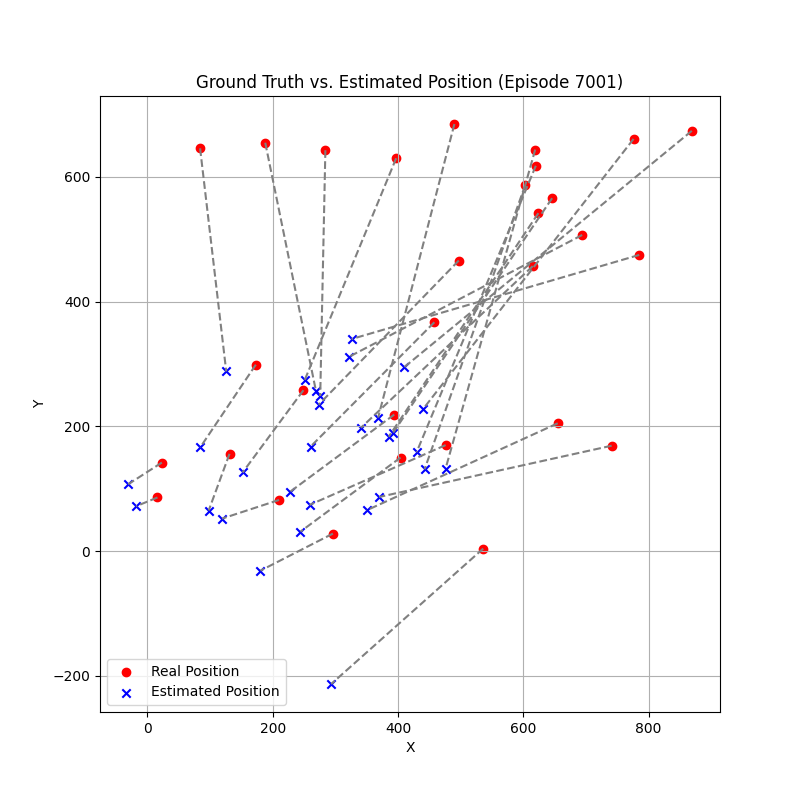 Ground Truth vs. Estimated Position (Episode 7001)
Y
600
400
200
0
−200
Real Position
Estimated Position
0 200 400 600 800
X